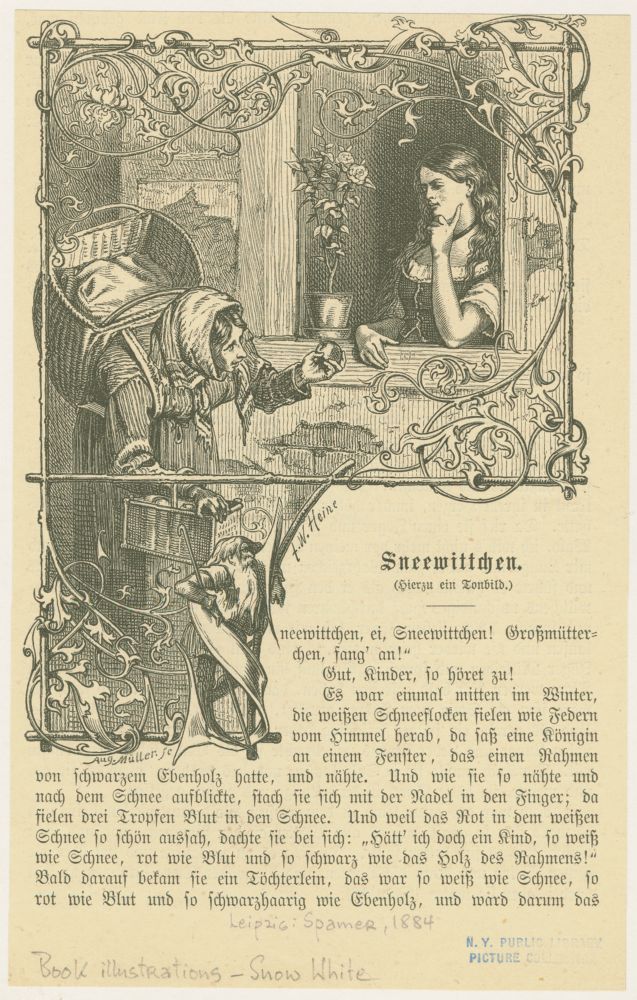 F. W. Heine
Sneewittchen.
(Hierzu ein Tonbild.)
Sneewittchen, ei, Sneewittchen! Großmütter=
chen, fang' an!“
Gut, Kinder, so höret zu!
Es war einmal mitten im Winter,
die weißen Schneeflocken fielen wie Federn
vom Himmel herab, da saß eine Königin
an einem Fenster, das einen Rahmen
Aug. Müller. sc
von schwarzem Ebenholz hatte, und nähte. Und wie sie so nähte und
nach dem Schnee aufblickte, stach sie sich mit der Nadel in den Finger; da
fielen drei Tropfen Blut in den Schnee. Und weil das Rot in dem weißen
Schnee so schön aussah, dachte sie bei sich: „Hätt' ich doch ein Kind, so weiß
wie Schnee, rot wie Blut und so schwarz wie das Holz des Rahmens!“
Bald darauf bekam sie ein Töchterlein, das war so weiß wie Schnee, so
rot wie Blut und so schwarzhaarig wie Ebenholz, und ward darum das
Leipzig: Spamer, 1884
N. Y. PUBLIC LIBRARY
PICTURE COLLECTION
Book illustrations – Snow White